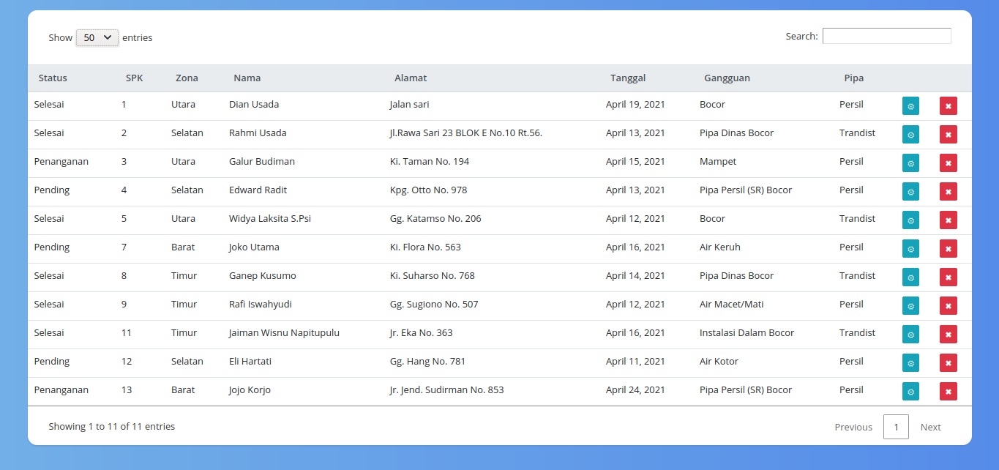 Show 50 entries Search:
Status SPK Zona Nama Alamat Tanggal Gangguan Pipa
Selesai 1 Utara Dian Usada Jalan sari April 19, 2021 Bocor Persil
Selesai 2 Selatan Rahmi Usada Jl.Rawa Sari 23 BLOK E No.10 Rt.56. April 13, 2021 Pipa Dinas Bocor Trandist
Penanganan 3 Utara Galur Budiman Ki. Taman No. 194 April 15, 2021 Mampet Persil
Pending 4 Selatan Edward Radit Kpg. Otto No. 978 April 13, 2021 Pipa Persil (SR) Bocor Persil
Selesai 5 Utara Widya Laksita S.Psi Gg. Katamso No. 206 April 12, 2021 Bocor Trandist
Pending 7 Barat Joko Utama Ki. Flora No. 563 April 16, 2021 Air Keruh Persil
Selesai 8 Timur Ganep Kusumo Ki. Suharso No. 768 April 14, 2021 Pipa Dinas Bocor Trandist
Selesai 9 Timur Rafi Iswahyudi Gg. Sugiono No. 507 April 12, 2021 Air Macet/Mati Persil
Selesai 11 Timur Jaiman Wisnu Napitupulu Jr. Eka No. 363 April 16, 2021 Instalasi Dalam Bocor Trandist
Pending 12 Selatan Eli Hartati Gg. Hang No. 781 April 11, 2021 Air Kotor Persil
Penanganan 13 Barat Jojo Korjo Jr. Jend. Sudirman No. 853 April 24, 2021 Pipa Persil (SR) Bocor Persil
Showing 1 to 11 of 11 entries Previous 1 Next